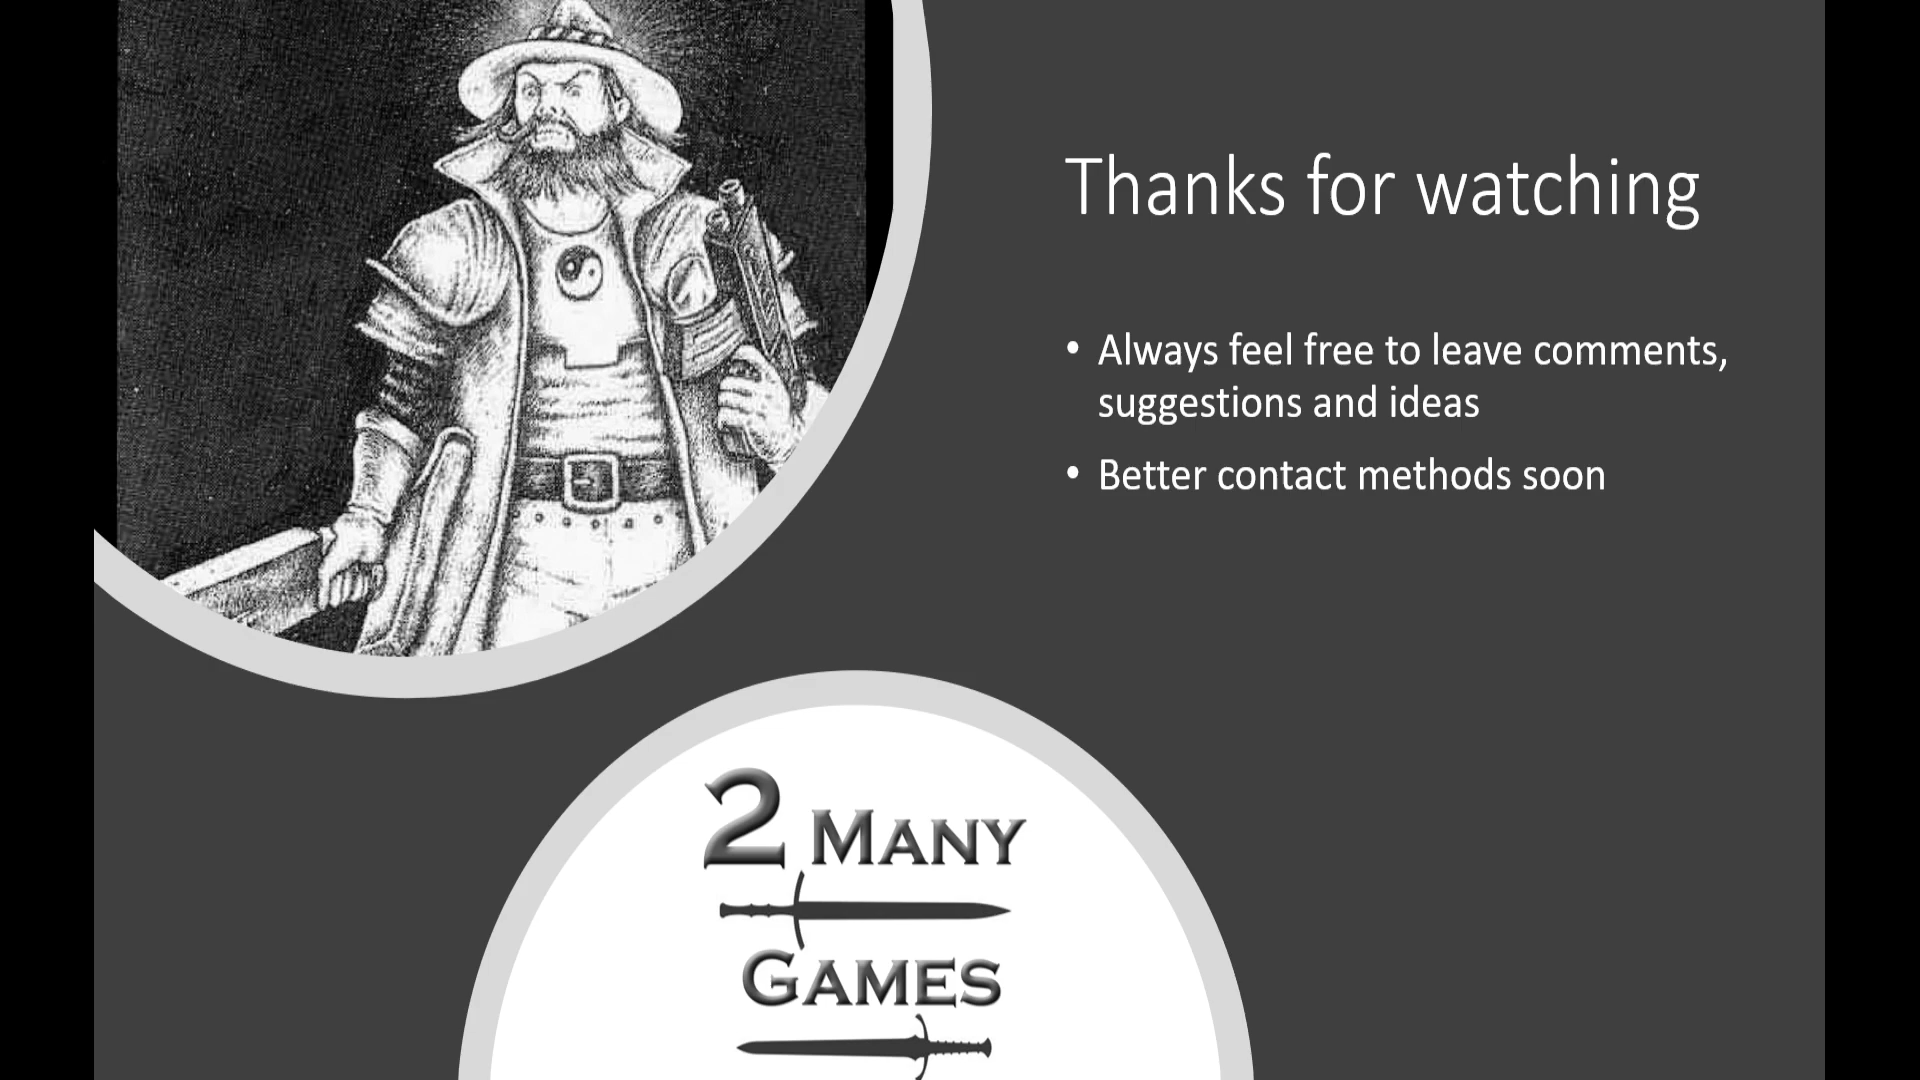 Thanks for watching
• Always feel free to leave comments,
suggestions and ideas
• Better contact methods soon
2 MANY
GAMES